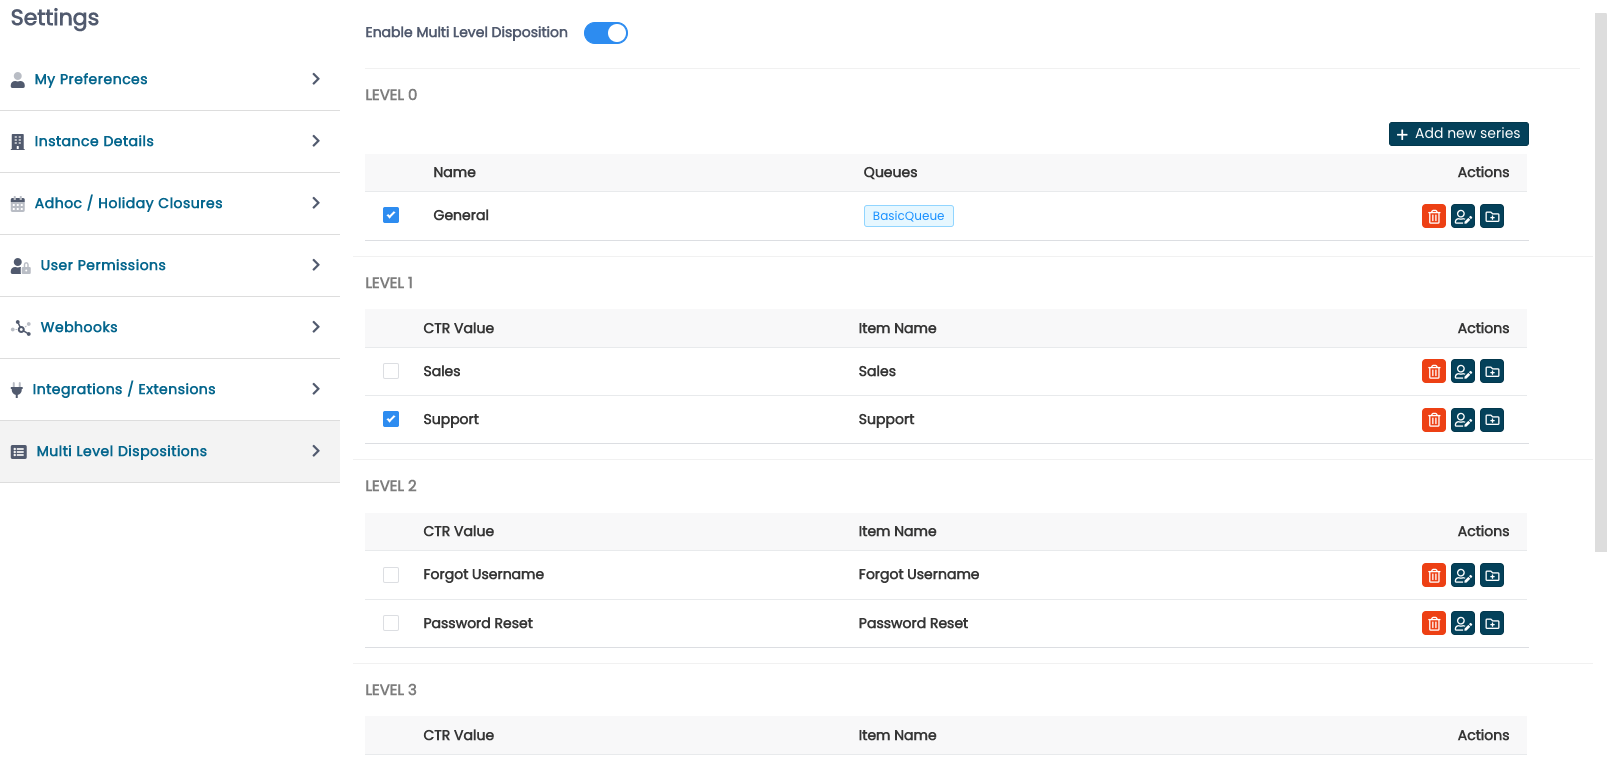 Settings
My Preferences
Instance Details
Adhoc / Holiday Closures
User Permissions
Webhooks
Integrations / Extensions
Multi Level Dispositions
Enable Multi Level Disposition
LEVEL 0
+ Add new series
Name Queues Actions
General BasicQueue
LEVEL 1
CTR Value Item Name Actions
Sales Sales
Support Support
LEVEL 2
CTR Value Item Name Actions
Forgot Username Forgot Username
Password Reset Password Reset
LEVEL 3
CTR Value Item Name Actions